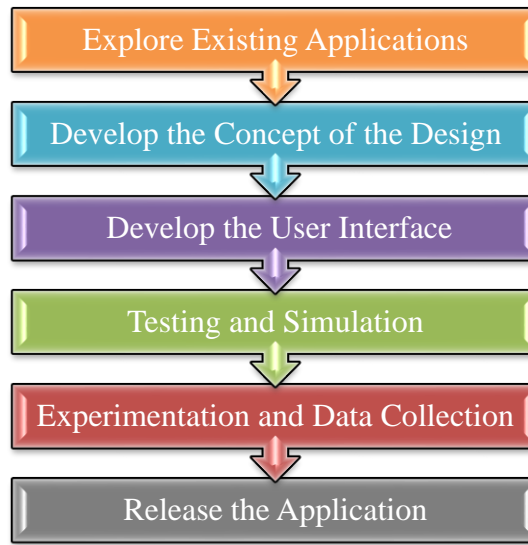 Explore Existing Applications
Develop the Concept of the Design
Develop the User Interface
Testing and Simulation
Experimentation and Data Collection
Release the Application